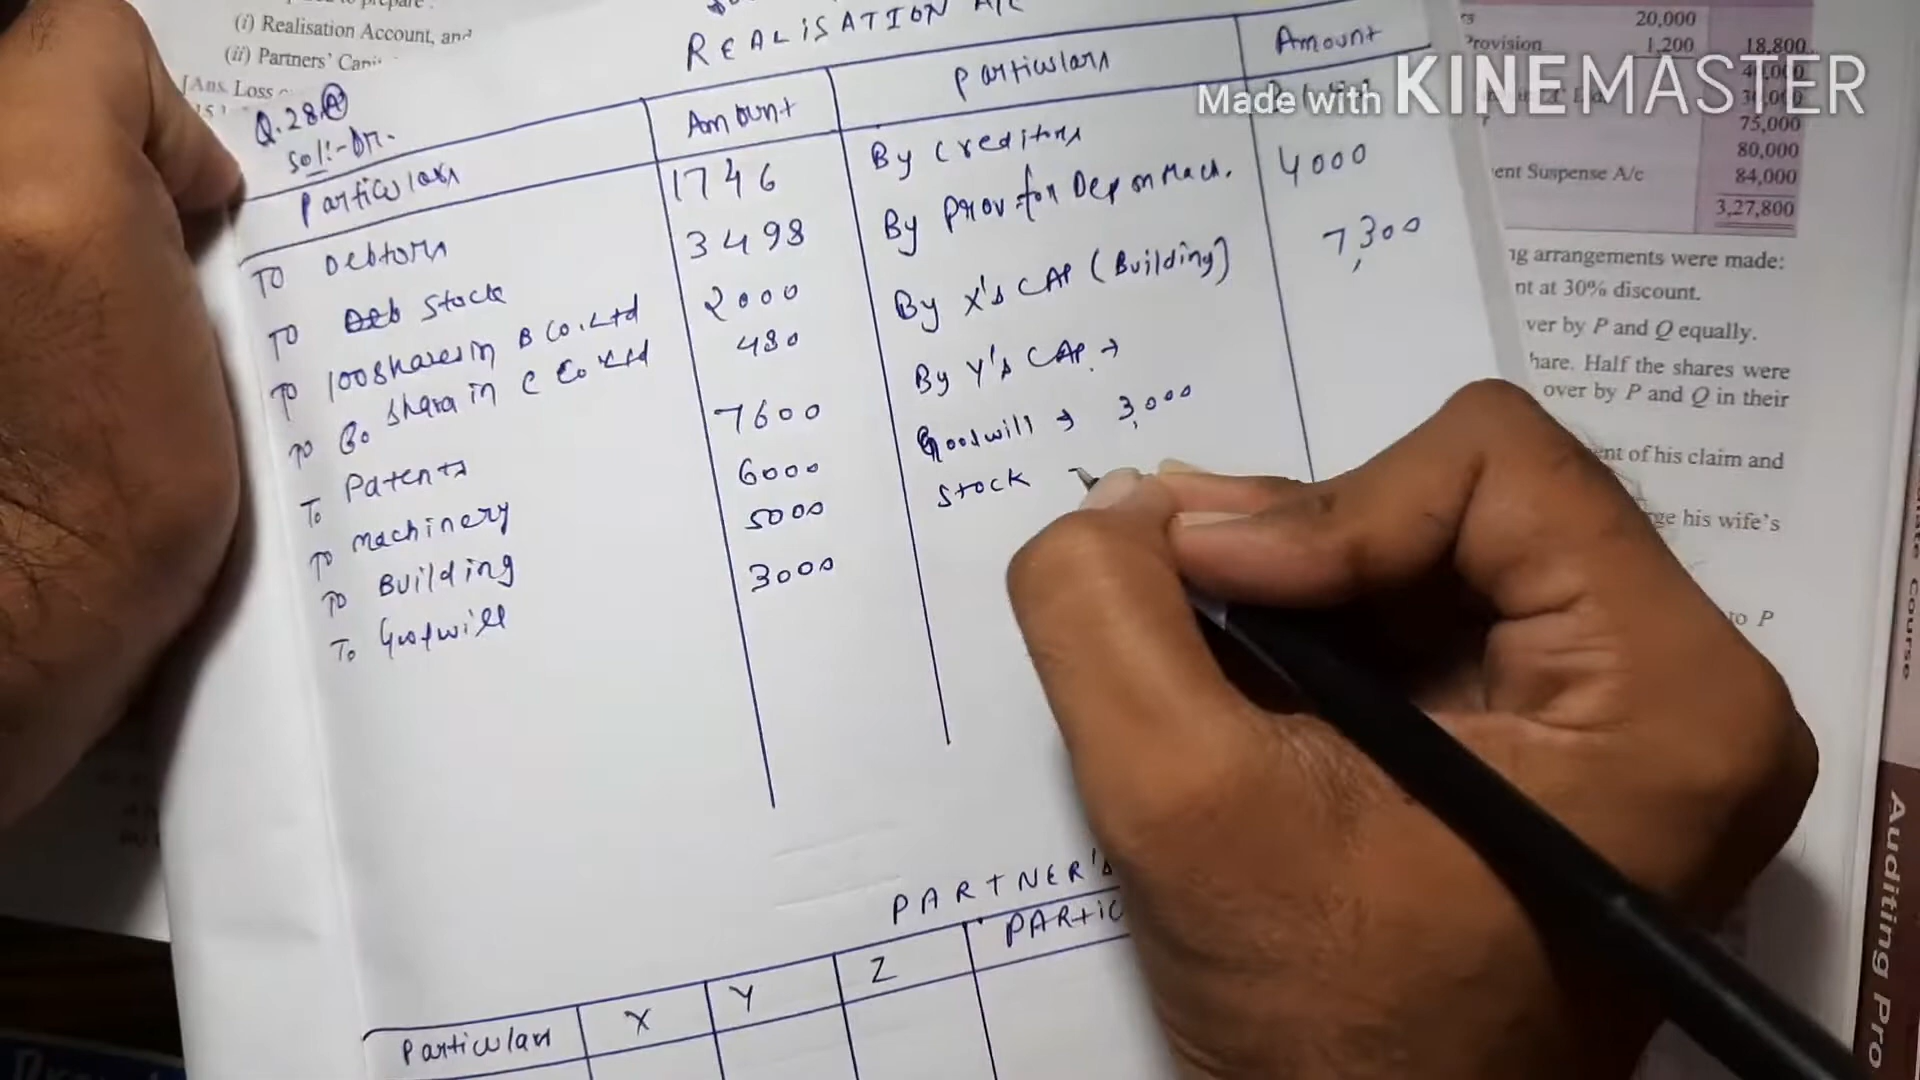 (i) Realisation Account, and
(ii) Partners'
[Ans. Loss
Q.28(A)
Sol:- Dr.
REALISATION A/C
Particulars Amount Particulars Amount
To Debtors 1746 By Creditors
To Stock 3498 By Prov. for Dep on Mach. 4000
To 100 shares in B Co. Ltd 2000 By X's CAP (Building) 7,300
To 60 share in C Co Ltd 480 By Y's CAP →
To Patents 7600 Goodwill → 3,000
To Machinery 6000 Stock
To Building 5000
To Goodwill 3000
PARTNER'S
Particulars X Y Z PARTIC
Made with KINEMASTER
20,000
Provision 1,200 18,800
75,000
80,000
ent Suspense A/c 84,000
3,27,800
ng arrangements were made:
nt at 30% discount.
ver by P and Q equally.
hare. Half the shares were
over by P and Q in their
nt of his claim and
ge his wife's
to P
Course
Auditing Pro